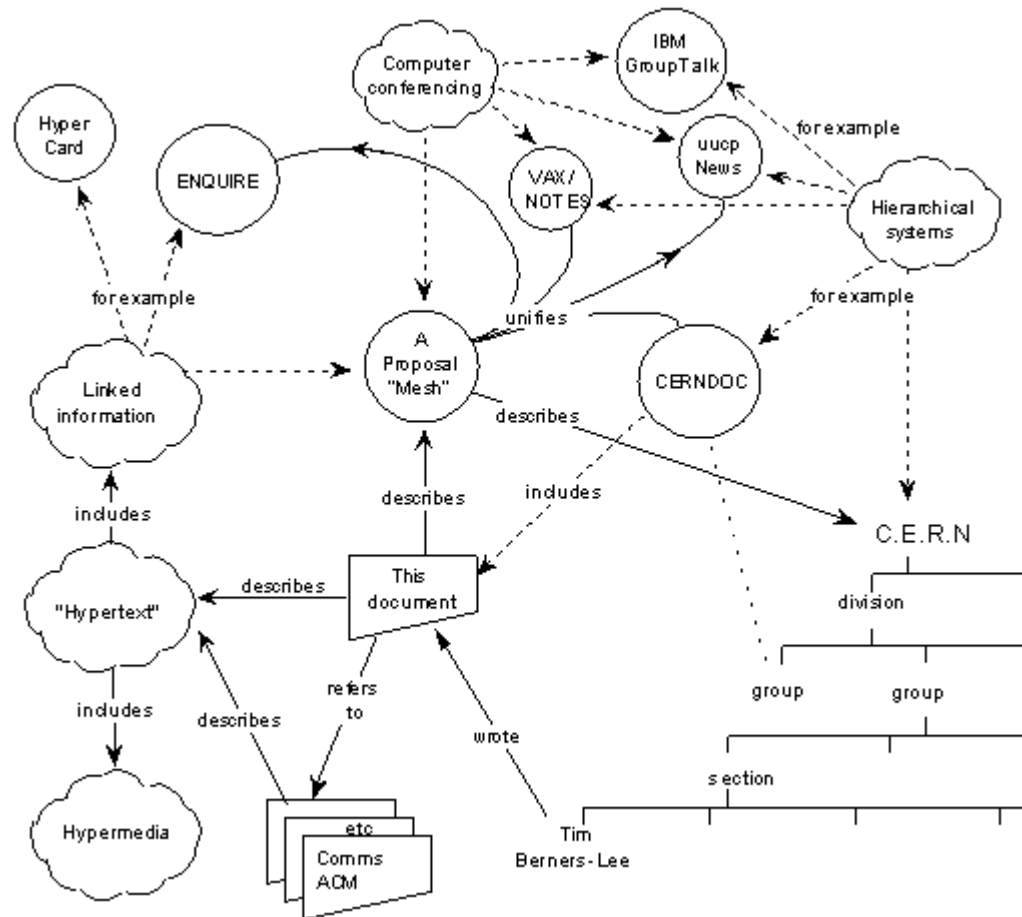 IBM
GroupTalk
Computer
conferencing
Hyper
Card
for example
uucp
News
ENQUIRE
VAX/
NOTES
Hierarchical
systems
for example
for example
unifies
A
Proposal
"Mesh"
CERNDOC
Linked
information
describes
includes
describes
includes
C.E.R.N
This
document
describes
"Hypertext"
division
refers
to
group
group
includes
describes
wrote
section
Hypermedia
etc
Tim
Berners-Lee
Comms
ACM